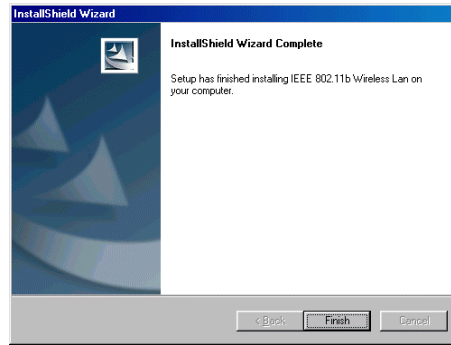 InstallShield Wizard
InstallShield Wizard Complete
Setup has finished installing IEEE 802.11b Wireless Lan on
your computer.
< Back
Finish
Cancel